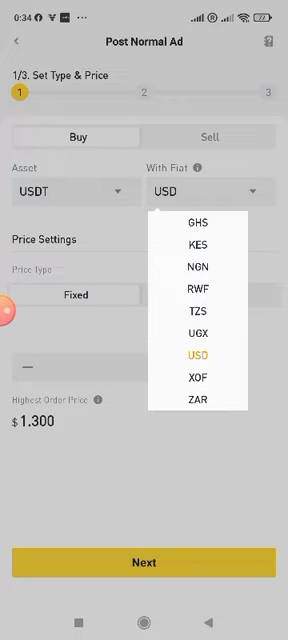 0:34
Post Normal Ad
1/3. Set Type & Price
1 2 3
Buy Sell
Asset With Fiat
USDT USD
GHS
KES
NGN
RWF
TZS
UGX
USD
XOF
ZAR
Price Settings
Price Type
Fixed
Highest Order Price
$ 1.300
Next